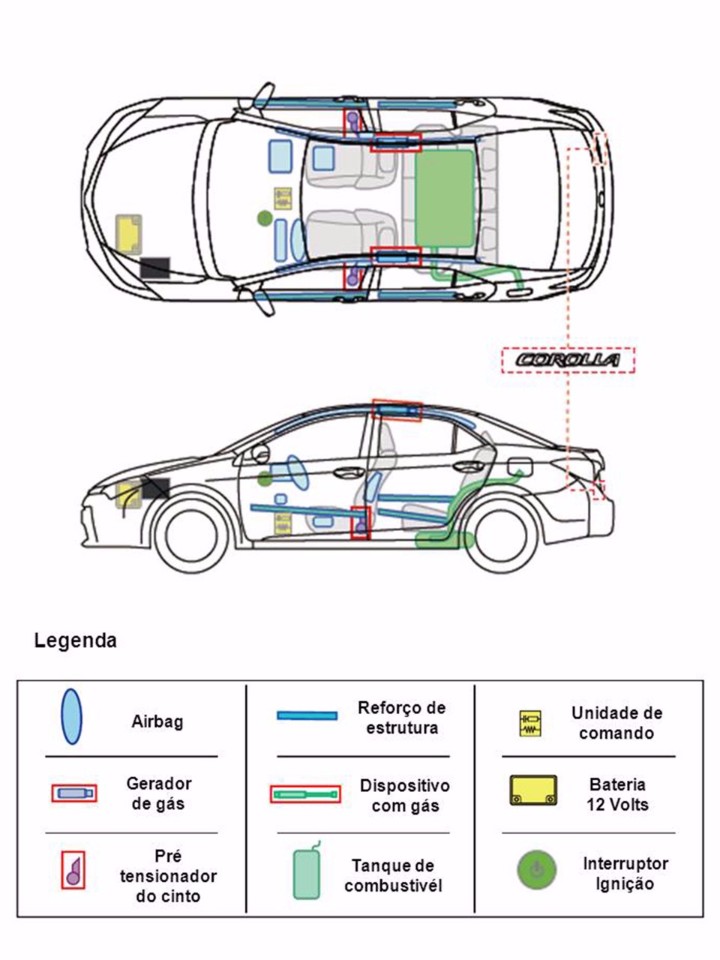 COROLLA
Legenda
Airbag
Reforço de
estrutura
Unidade de
comando
Gerador
de gás
Dispositivo
com gás
Bateria
12 Volts
Pré
tensionador
do cinto
Tanque de
combustivél
Interruptor
Ignição